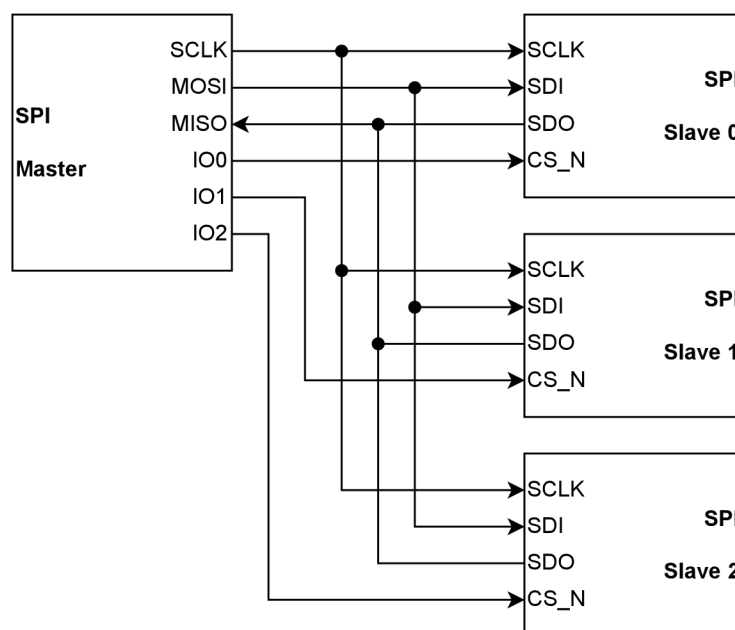 SPI
Master
SCLK
MOSI
MISO
IO0
IO1
IO2
SCLK
SDI
SDO
CS_N
SPI
Slave 0
SCLK
SDI
SDO
CS_N
SPI
Slave 1
SCLK
SDI
SDO
CS_N
SPI
Slave 2